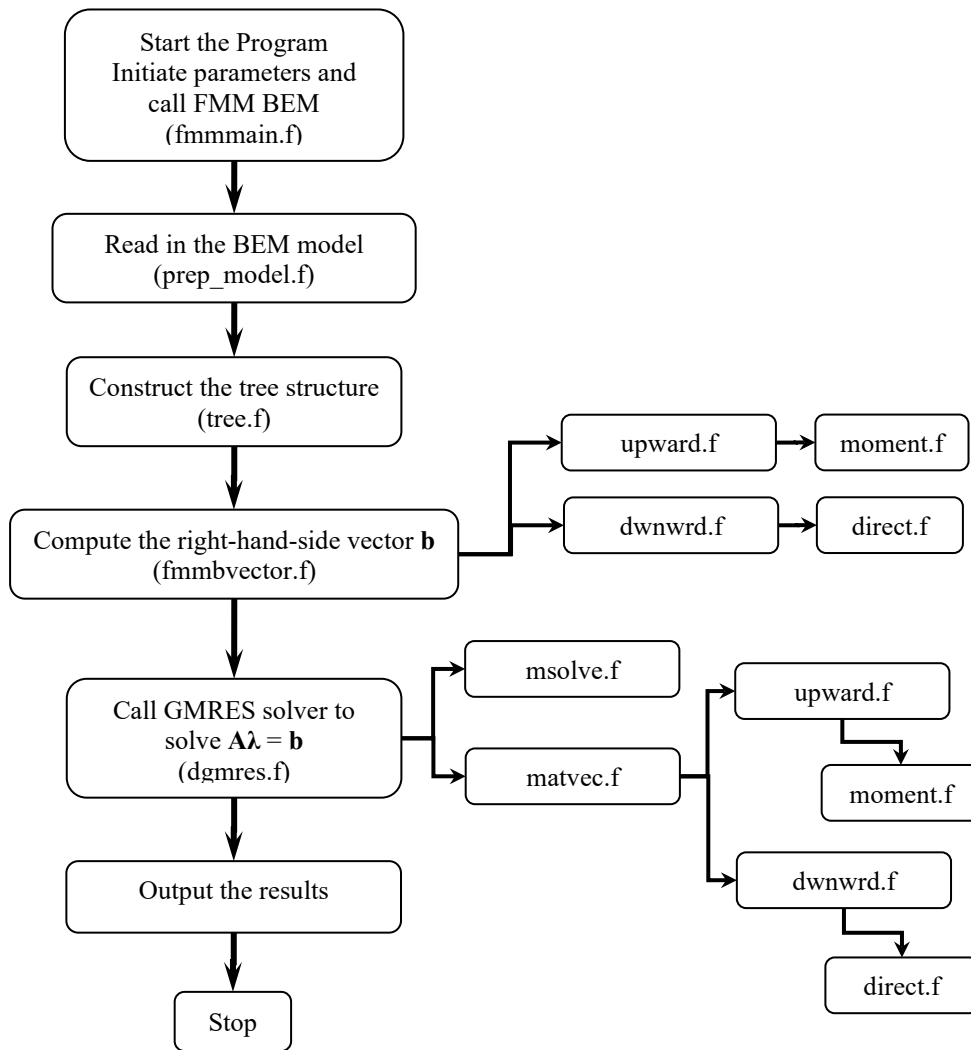 Start the Program
Initiate parameters and
call FMM BEM
(fmmmain.f)
Read in the BEM model
(prep_model.f)
Construct the tree structure
(tree.f)
upward.f
moment.f
dwnwrd.f
direct.f
Compute the right-hand-side vector b
(fmmbvector.f)
Call GMRES solver to
solve Aλ = b
(dgmres.f)
msolve.f
matvec.f
upward.f
moment.f
dwnwrd.f
direct.f
Output the results
Stop